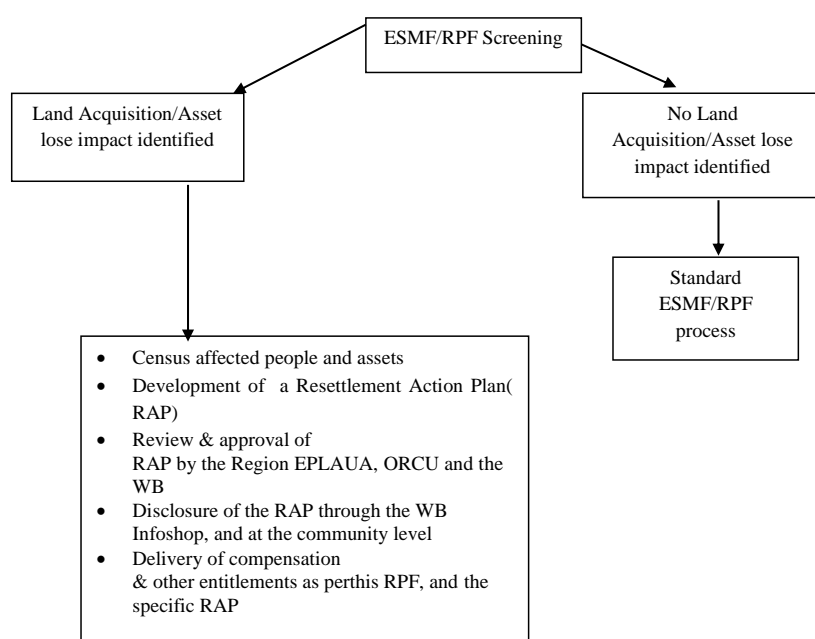 ESMF/RPF Screening
Land Acquisition/Asset
lose impact identified
No Land
Acquisition/Asset lose
impact identified
Standard
ESMF/RPF
process
• Census affected people and assets
• Development of a Resettlement Action Plan(
RAP)
• Review & approval of
RAP by the Region EPLAUA, ORCU and the
WB
• Disclosure of the RAP through the WB
Infoshop, and at the community level
• Delivery of compensation
& other entitlements as perthis RPF, and the
specific RAP